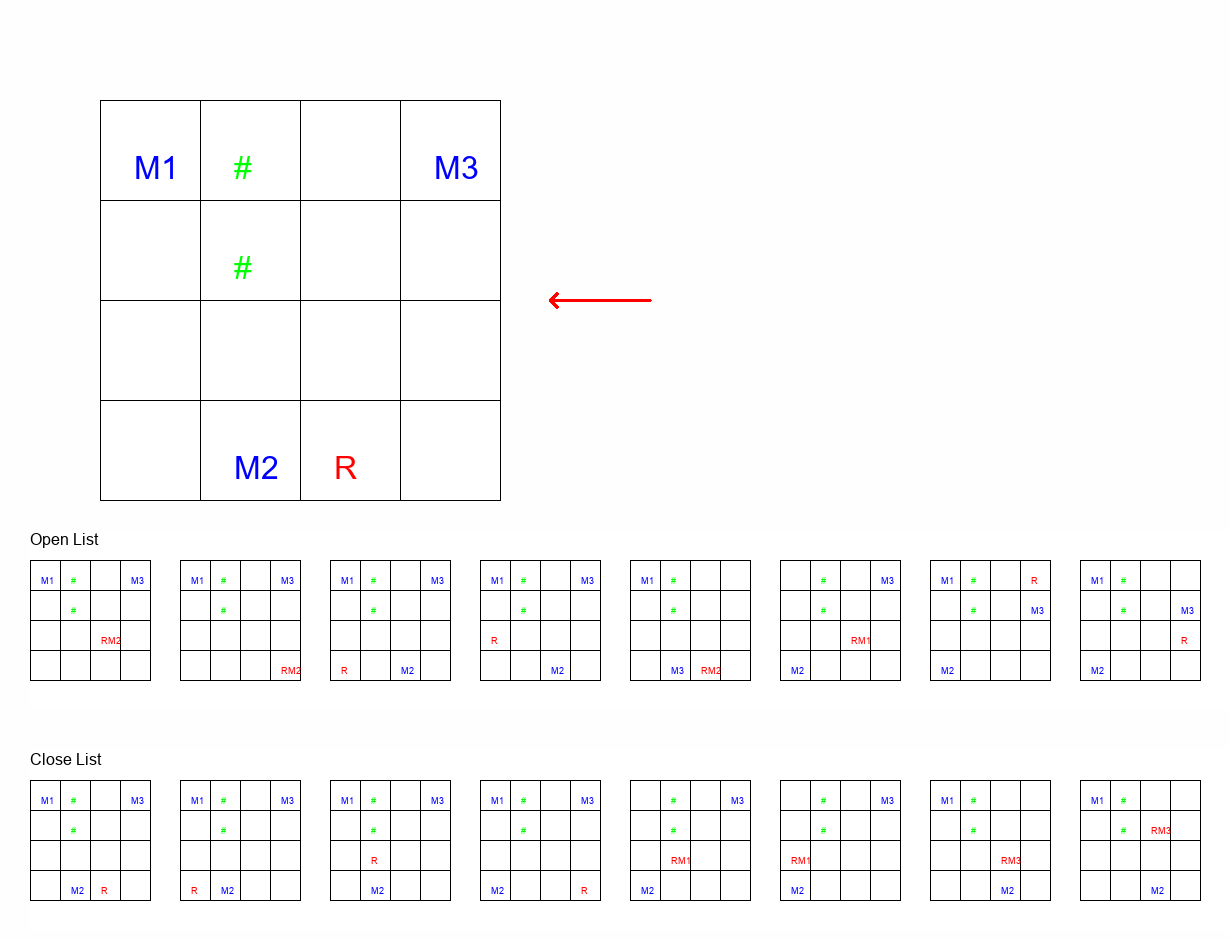 M1 # M3
#
M2 R
Open List
M1 # M3 M1 # M3 M1 # M3 M1 # M3 M1 # # M3 M1 # R M1 #
# # # # # # # M3 # M3
RM2 R RM1 R
RM2 R M2 M2 M3 RM2 M2 M2 M2
Close List
M1 # M3 M1 # M3 M1 # M3 M1 # M3 # M3 # M3 M1 # M1 #
# # # # # # # # RM3
R RM1 RM1 RM3
M2 R R M2 M2 M2 R M2 M2 M2 M2